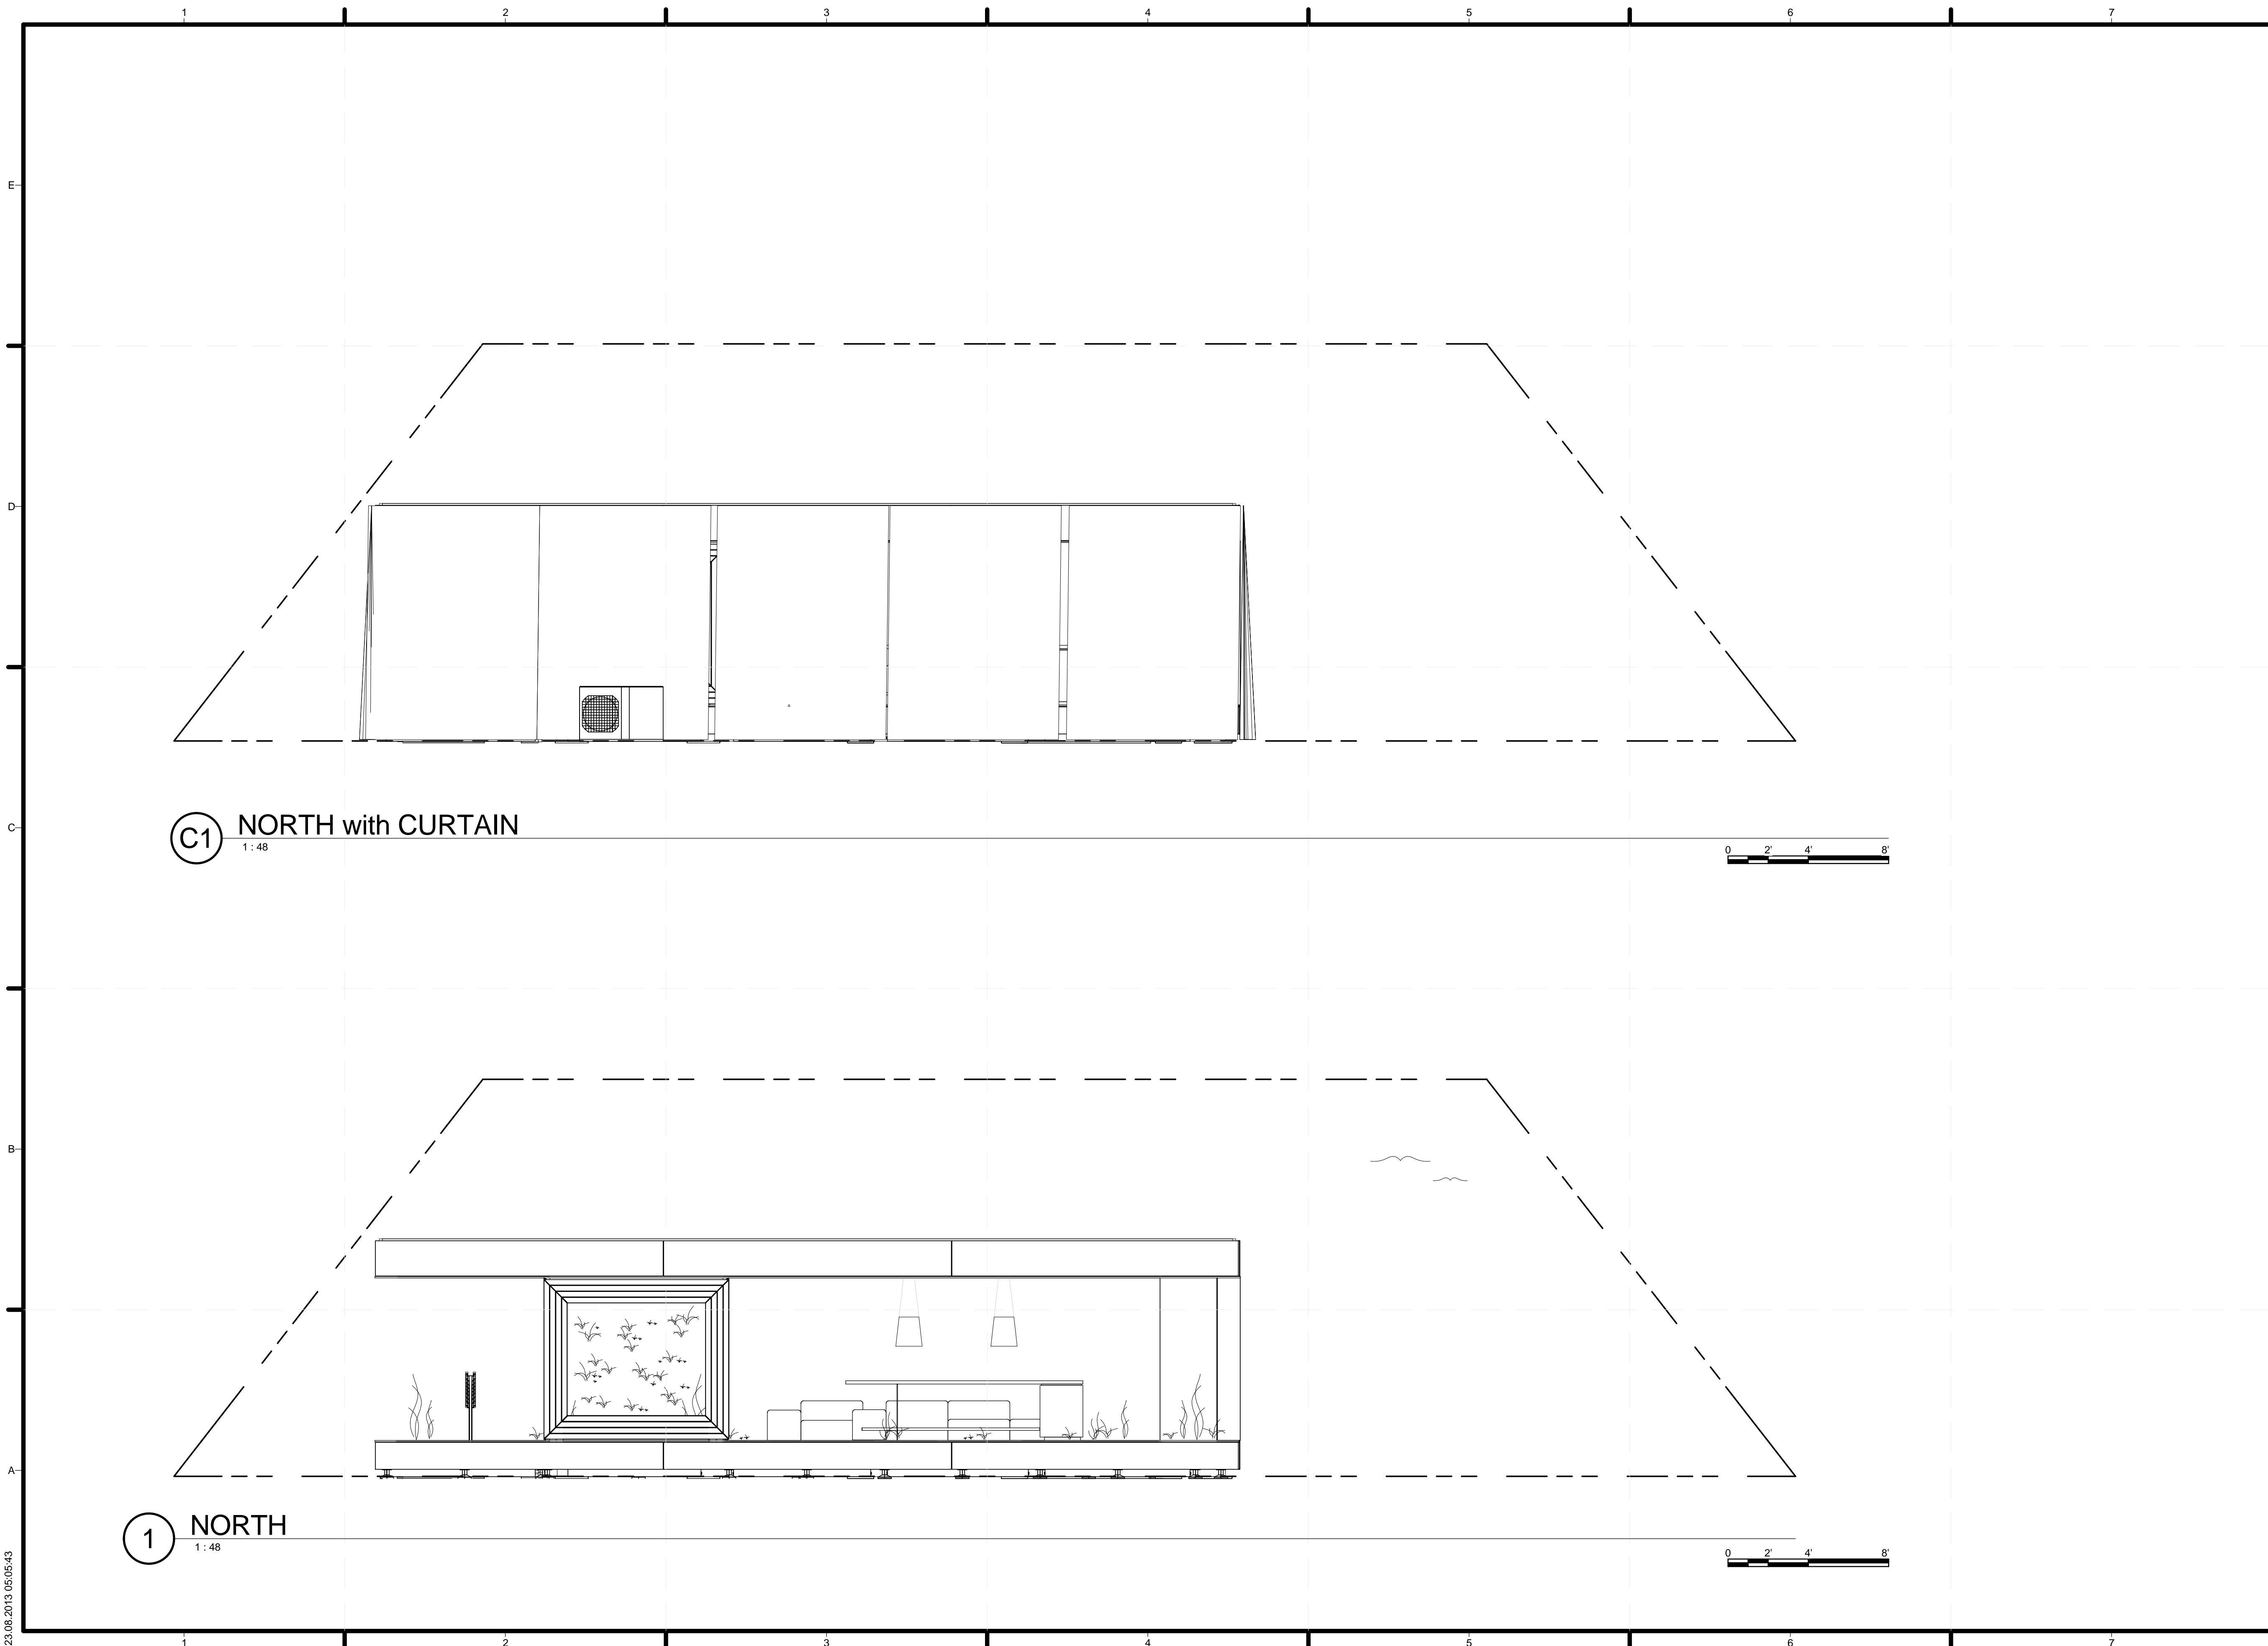 1 2 3 4 5 6 7
E
D
C
B
A
C1 NORTH with CURTAIN
1 : 48
0 2' 4' 8'
1 NORTH
1 : 48
0 2' 4' 8'
23.08.2013 05:05:43
1 2 3 4 5 6 7